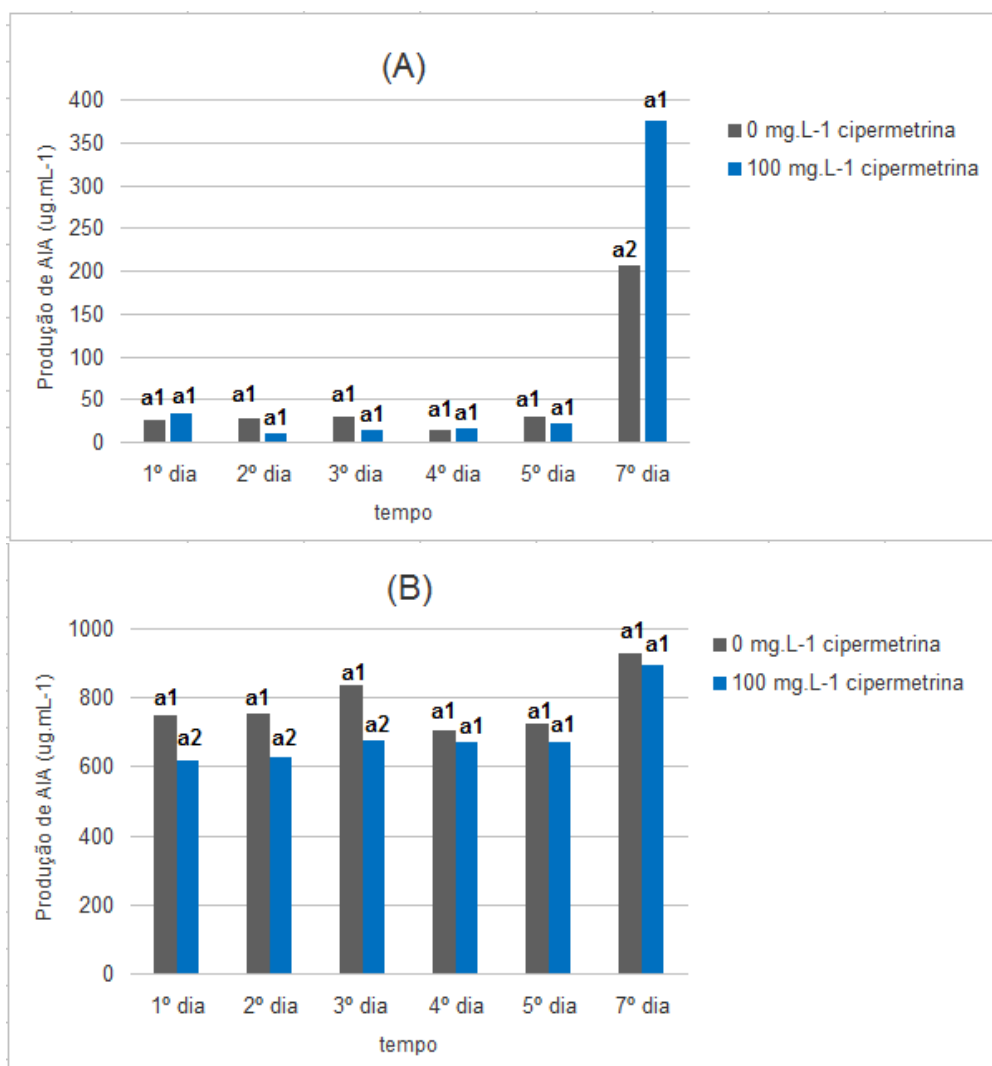 (A)
400
350
300
250
200
150
100
50
0
Produção de AIA (ug.mL-1)
a1 a1 a1 a1 a1 a1 a1 a1 a1 a1 a2 a1
1º dia 2º dia 3º dia 4º dia 5º dia 7º dia
tempo
0 mg.L-1 cipermetrina
100 mg.L-1 cipermetrina
(B)
1000
800
600
400
200
0
Produção de AIA (ug.mL-1)
a1 a2 a1 a2 a1 a2 a1 a1 a1 a1 a1 a1
1º dia 2º dia 3º dia 4º dia 5º dia 7º dia
tempo
0 mg.L-1 cipermetrina
100 mg.L-1 cipermetrina